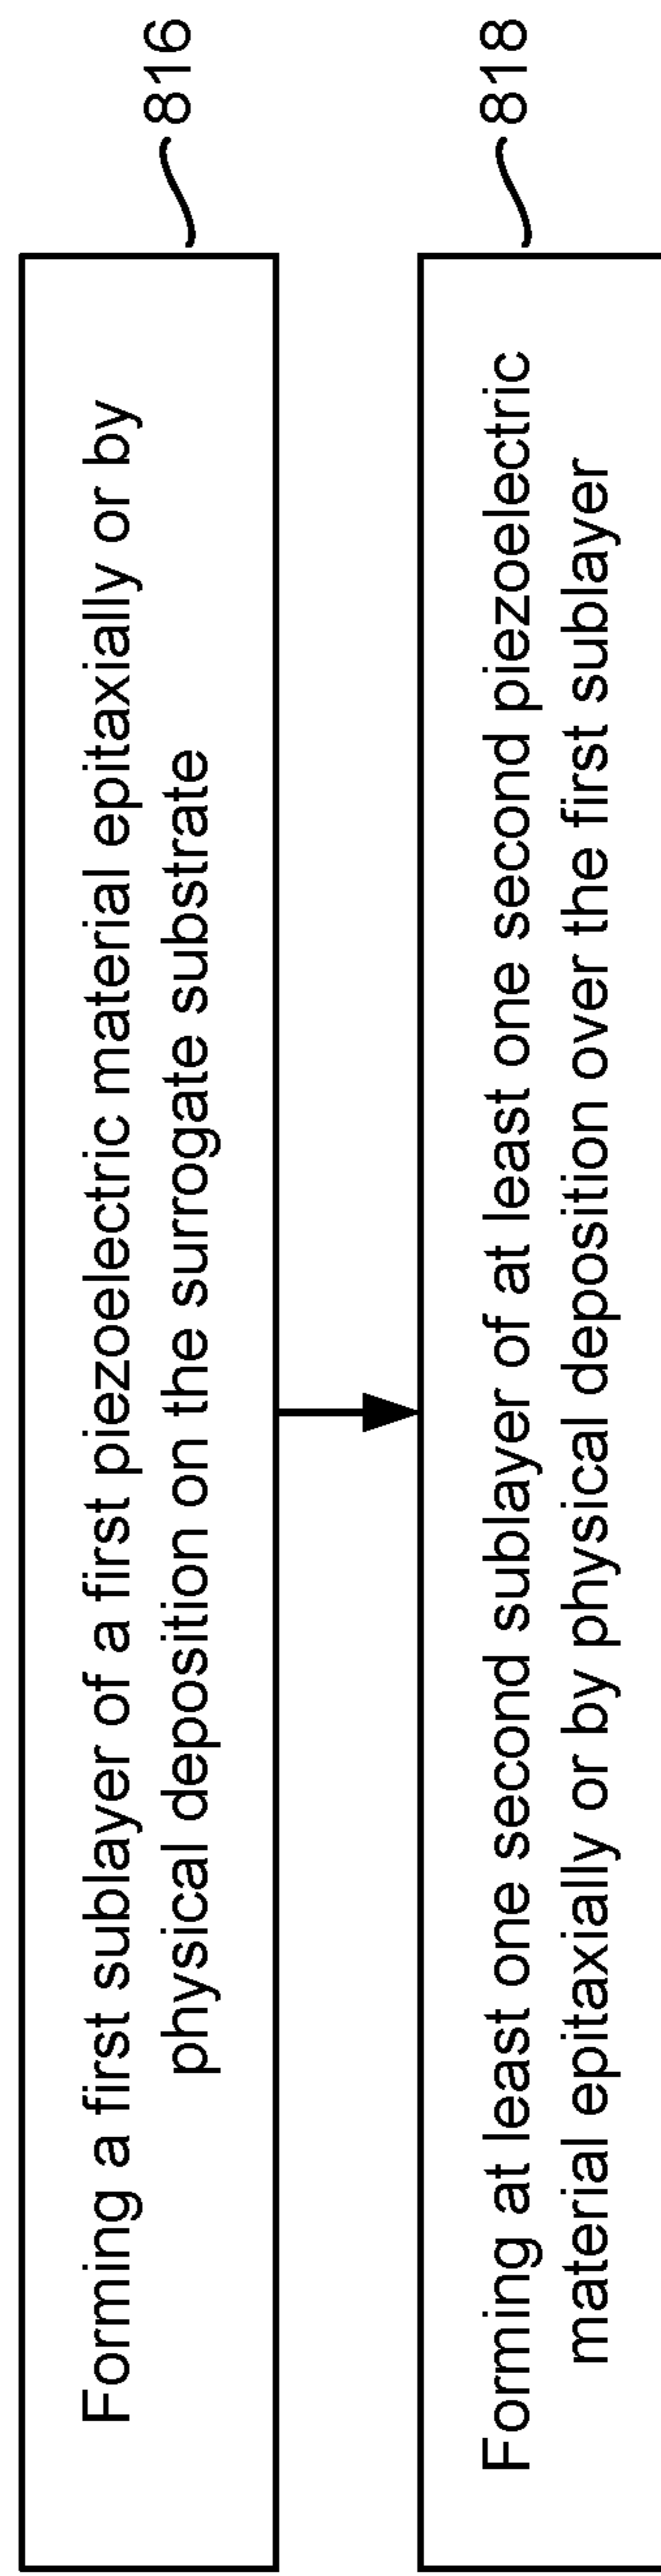 Forming a first sublayer of a first piezoelectric material epitaxially or by
physical deposition on the surrogate substrate
816
Forming at least one second sublayer of at least one second piezoelectric
material epitaxially or by physical deposition over the first sublayer
818